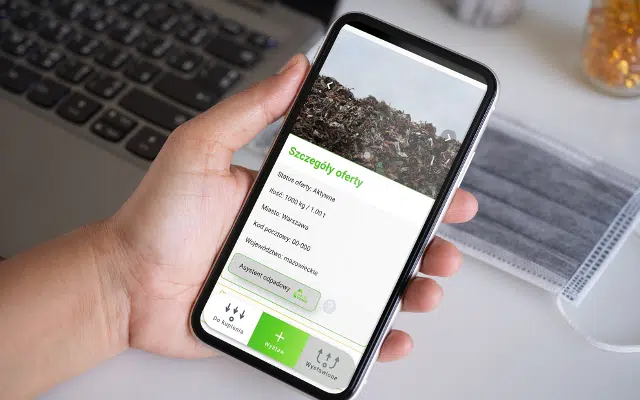 Szczegóły oferty
Status oferty: Aktywne
Ilość: 1000 kg / 1.00 t
Miasto: Warszawa
Kod pocztowy: 00-000
Województwo: mazowieckie
Asystent odpadowy
Do kupienia
Wystaw
Wystawione